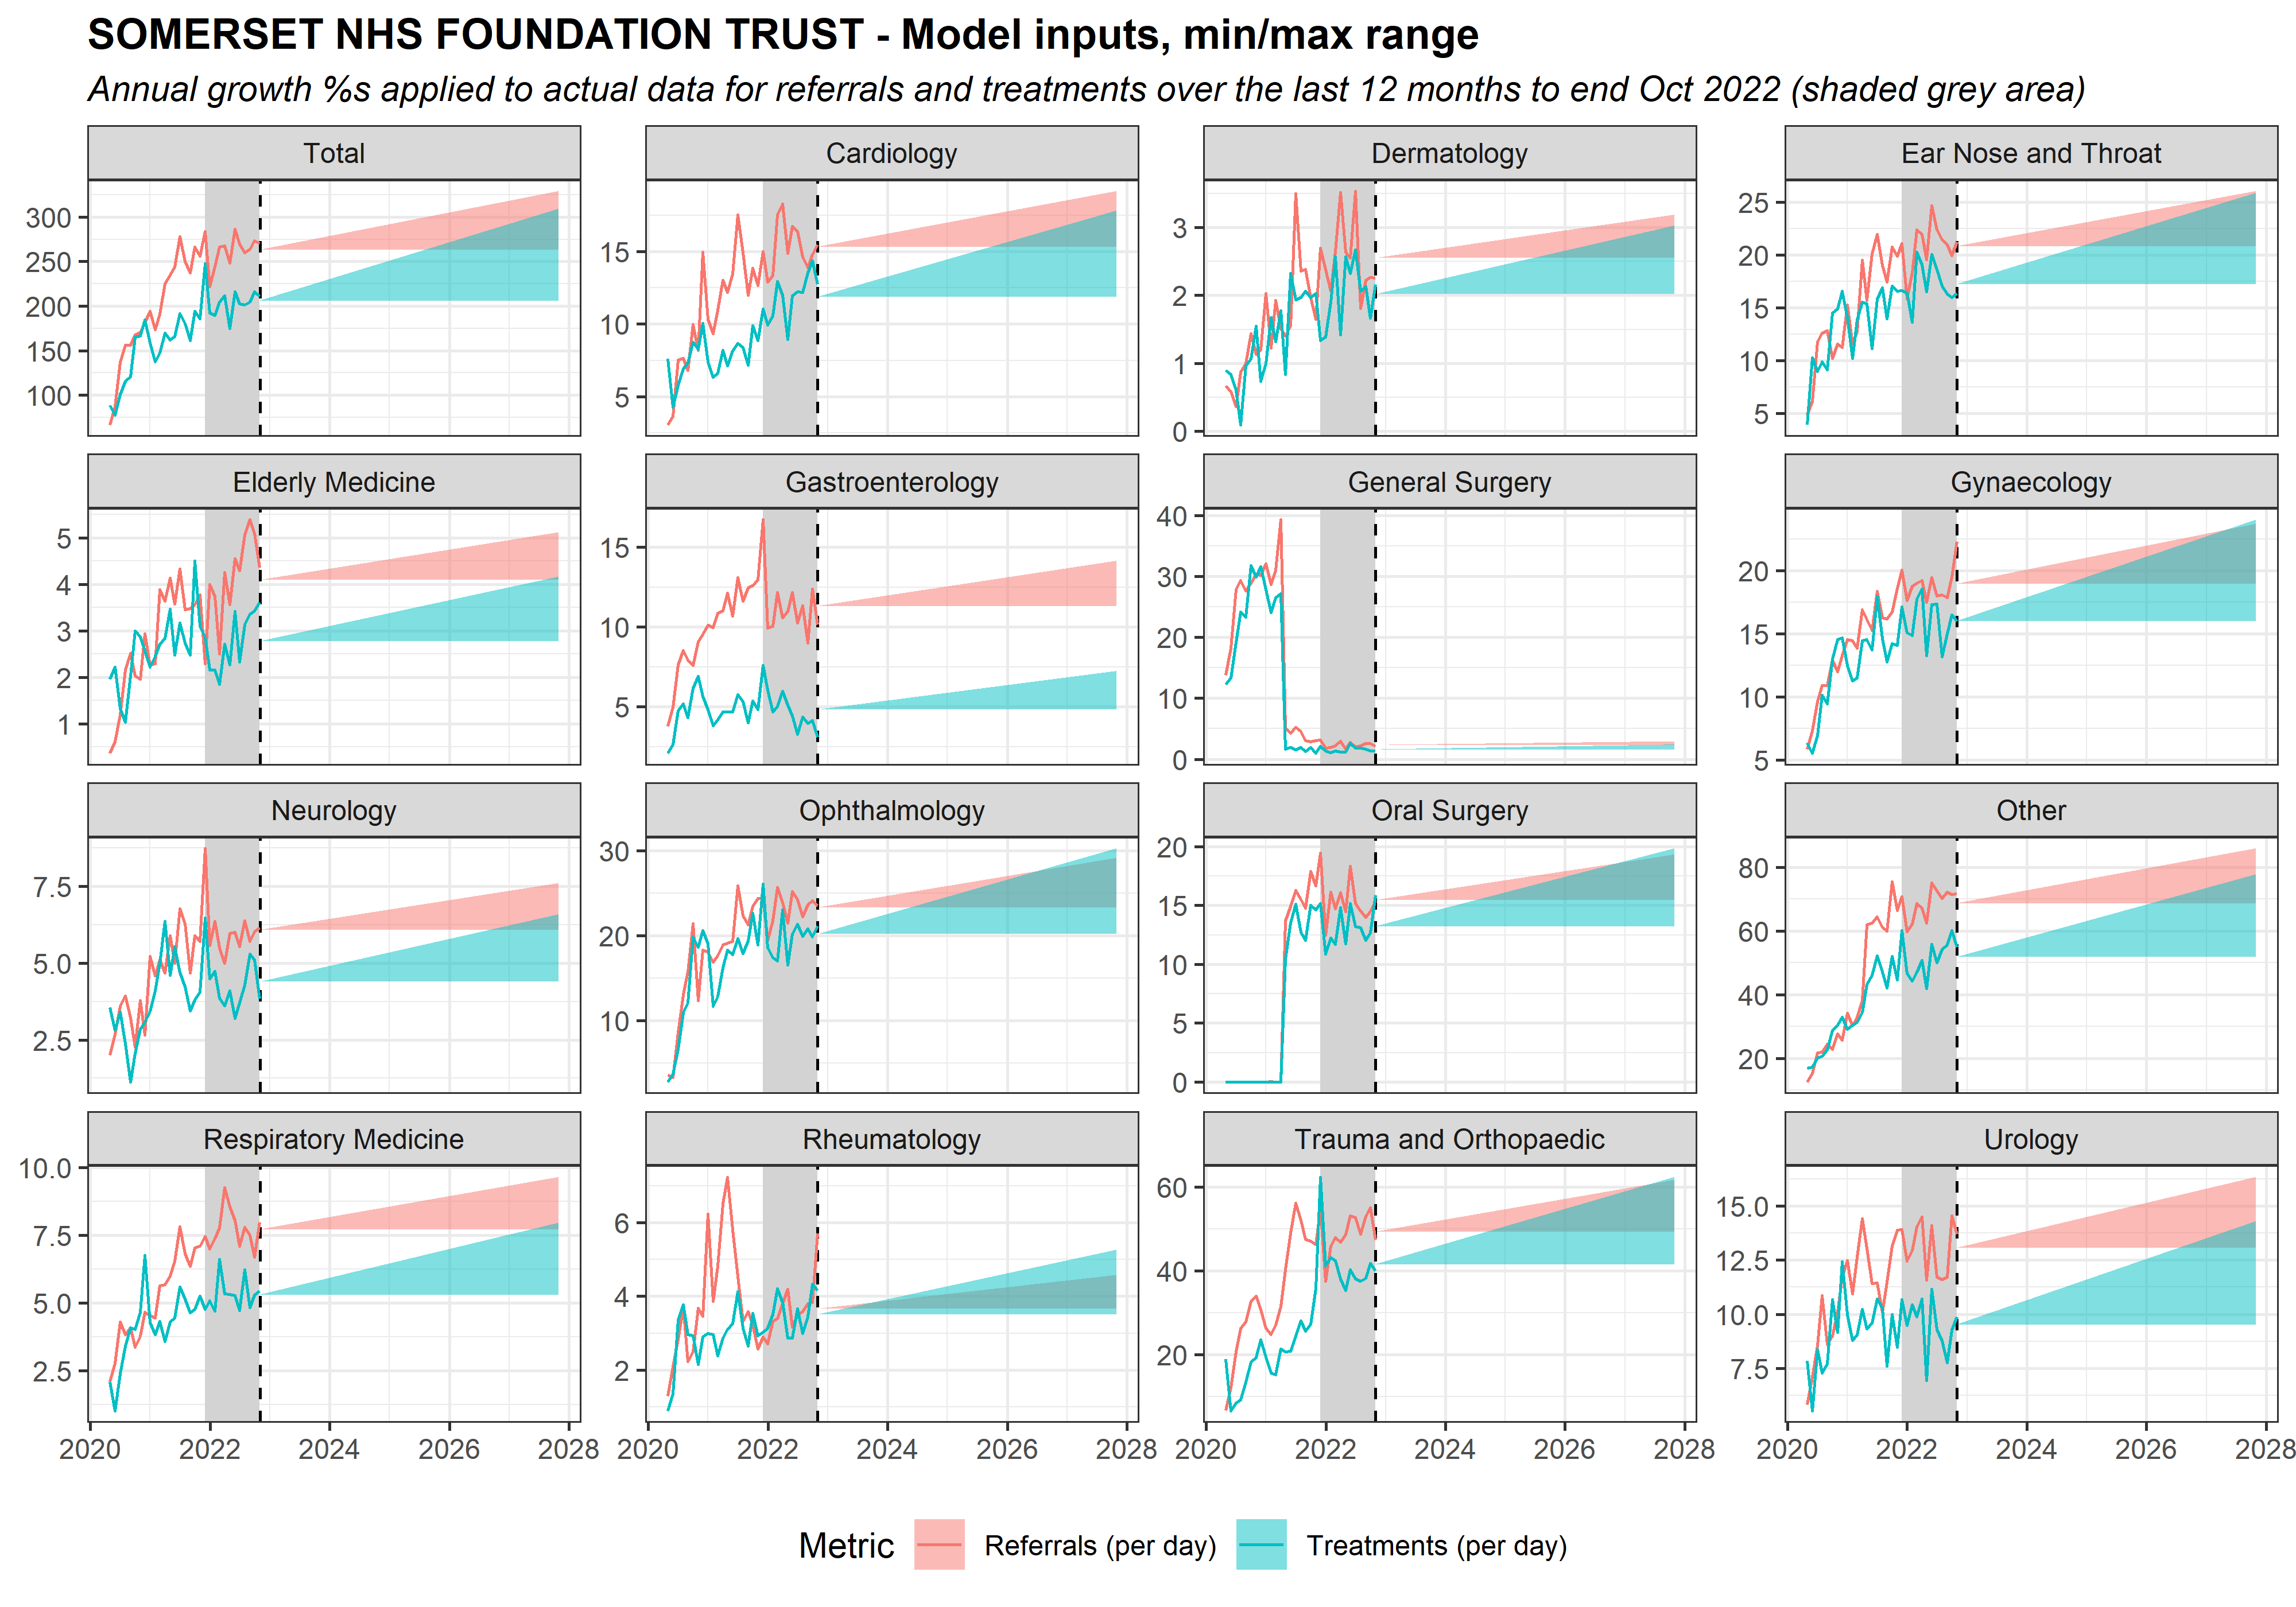 SOMERSET NHS FOUNDATION TRUST - Model inputs, min/max range
Annual growth %s applied to actual data for referrals and treatments over the last 12 months to end Oct 2022 (shaded grey area)
Total
Cardiology
Dermatology
Ear Nose and Throat
300
250
200
150
100
15
10
5
3
2
1
0
25
20
15
10
5
Elderly Medicine
Gastroenterology
General Surgery
Gynaecology
5
4
3
2
1
15
10
5
40
30
20
10
0
20
15
10
5
Neurology
Ophthalmology
Oral Surgery
Other
7.5
5.0
2.5
30
20
10
20
15
10
5
0
80
60
40
20
Respiratory Medicine
Rheumatology
Trauma and Orthopaedic
Urology
10.0
7.5
5.0
2.5
6
4
2
60
40
20
15.0
12.5
10.0
7.5
2020 2022 2024 2026 2028
2020 2022 2024 2026 2028
2020 2022 2024 2026 2028
2020 2022 2024 2026 2028
Metric Referrals (per day) Treatments (per day)